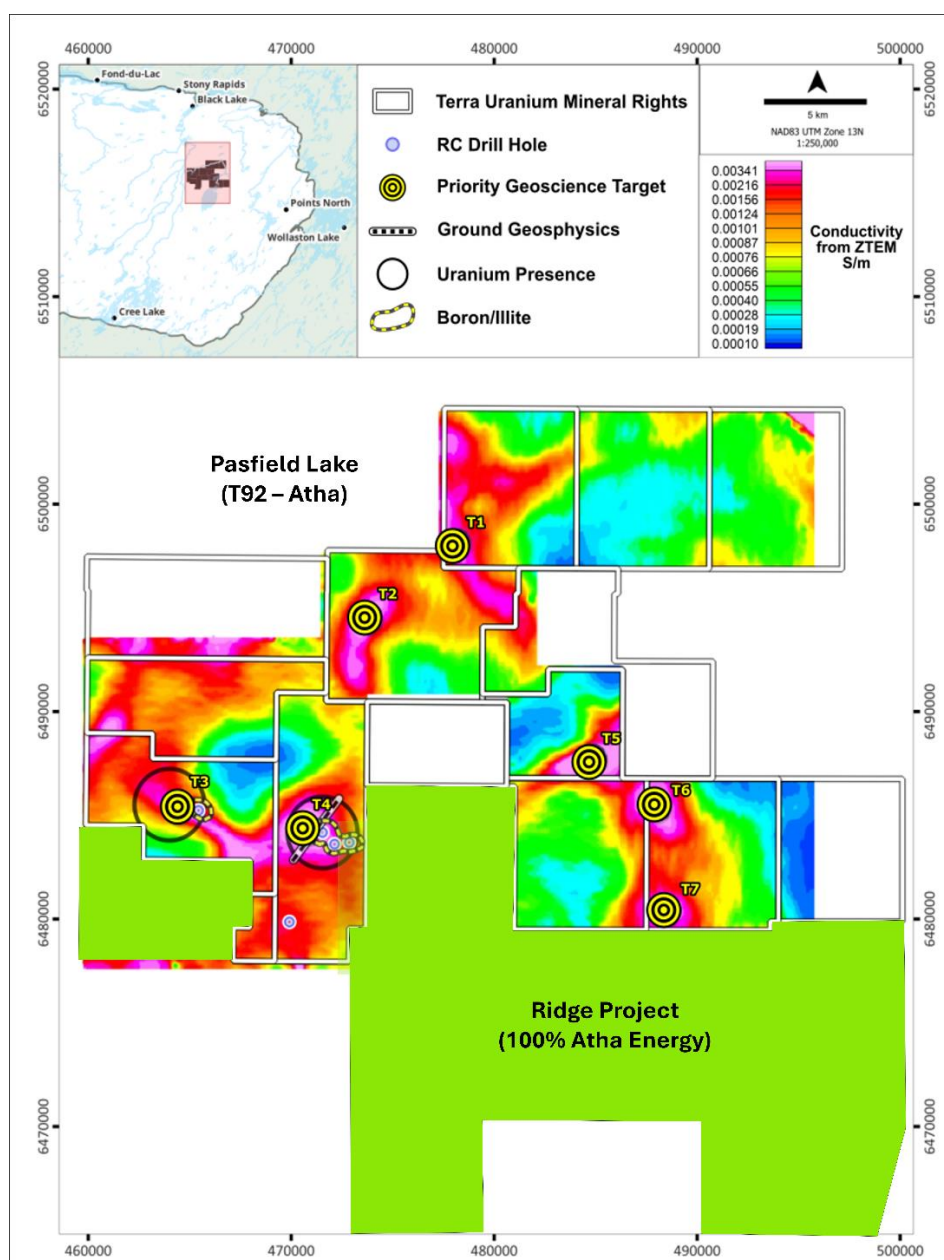 460000
470000
480000
490000
500000
6520000
6510000
6500000
6490000
6480000
6470000
Fond-du-Lac
Stony Rapids
Black Lake
Points North
Wollaston Lake
Cree Lake
Terra Uranium Mineral Rights
RC Drill Hole
Priority Geoscience Target
Ground Geosphysics
Uranium Presence
Boron/Illite
5 km
NAD83 UTM Zone 13N
1:250,000
0.00341
0.00216
0.00156
0.00124
0.00101
0.00087
0.00076
0.00066
0.00055
0.00040
0.00028
0.00019
0.00010
Conductivity
from ZTEM
S/m
Pasfield Lake
(T92 – Atha)
T1
T2
T3
T4
T5
T6
T7
Ridge Project
(100% Atha Energy)
6520000
6510000
6500000
6490000
6480000
6470000
460000
470000
480000
490000
500000